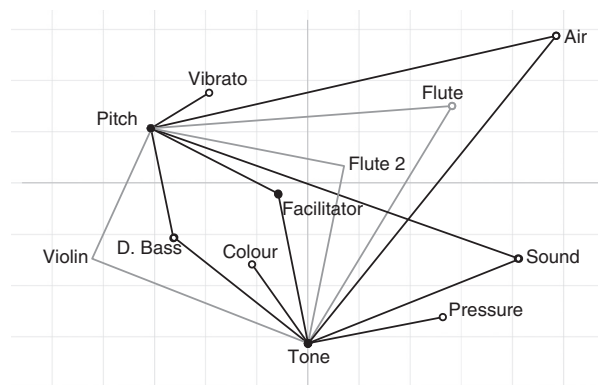 Air
Vibrato
Flute
Pitch
Flute 2
Facilitator
D. Bass
Colour
Violin
Sound
Pressure
Tone